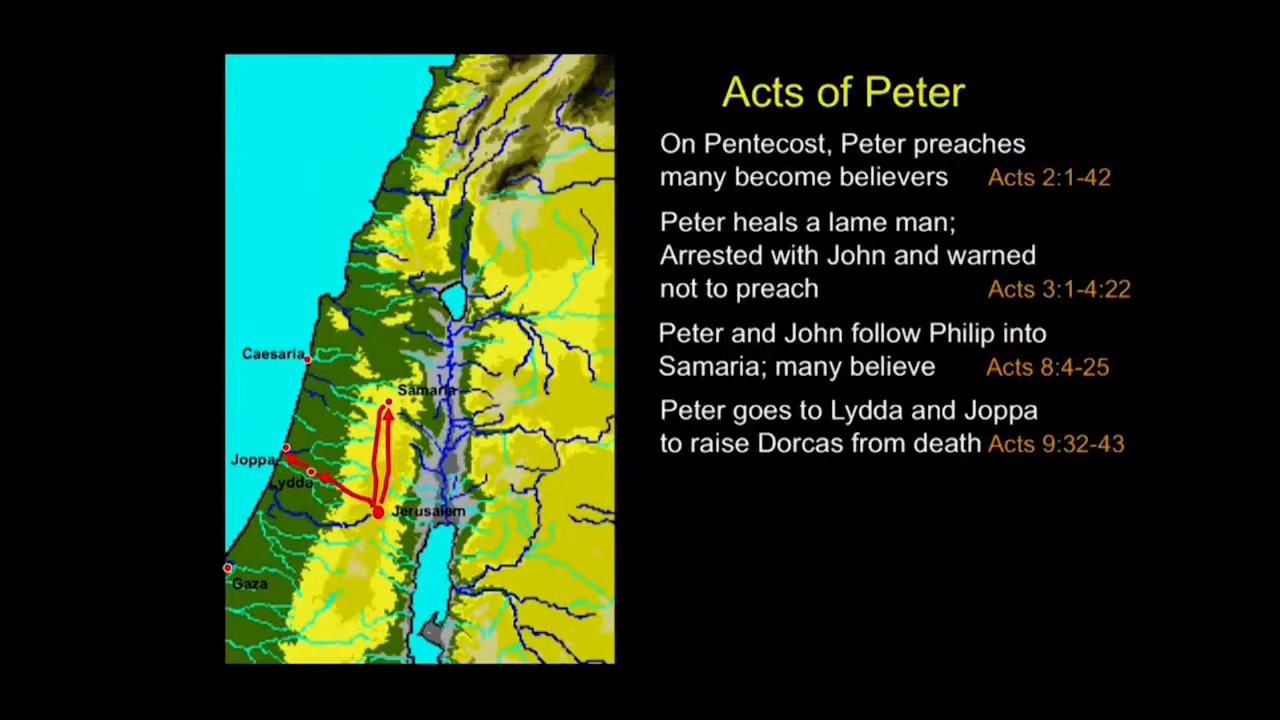 Acts of Peter
On Pentecost, Peter preaches
many become believers Acts 2:1-42
Peter heals a lame man;
Arrested with John and warned
not to preach Acts 3:1-4:22
Peter and John follow Philip into
Samaria; many believe Acts 8:4-25
Peter goes to Lydda and Joppa
to raise Dorcas from death Acts 9:32-43
Caesaria
Samaria
Joppa
Lydda
Jerusalem
Gaza